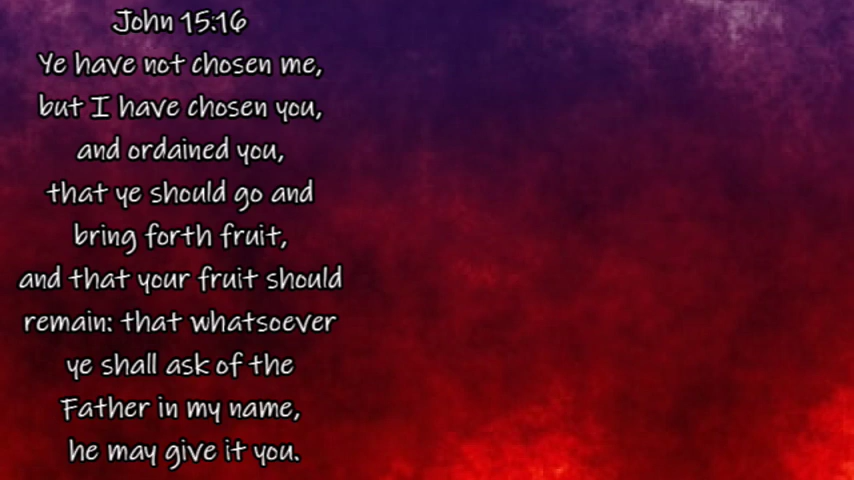 John 15:16
Ye have not chosen me,
but I have chosen you,
and ordained you,
that ye should go and
bring forth fruit,
and that your fruit should
remain: that whatsoever
ye shall ask of the
Father in my name,
he may give it you.